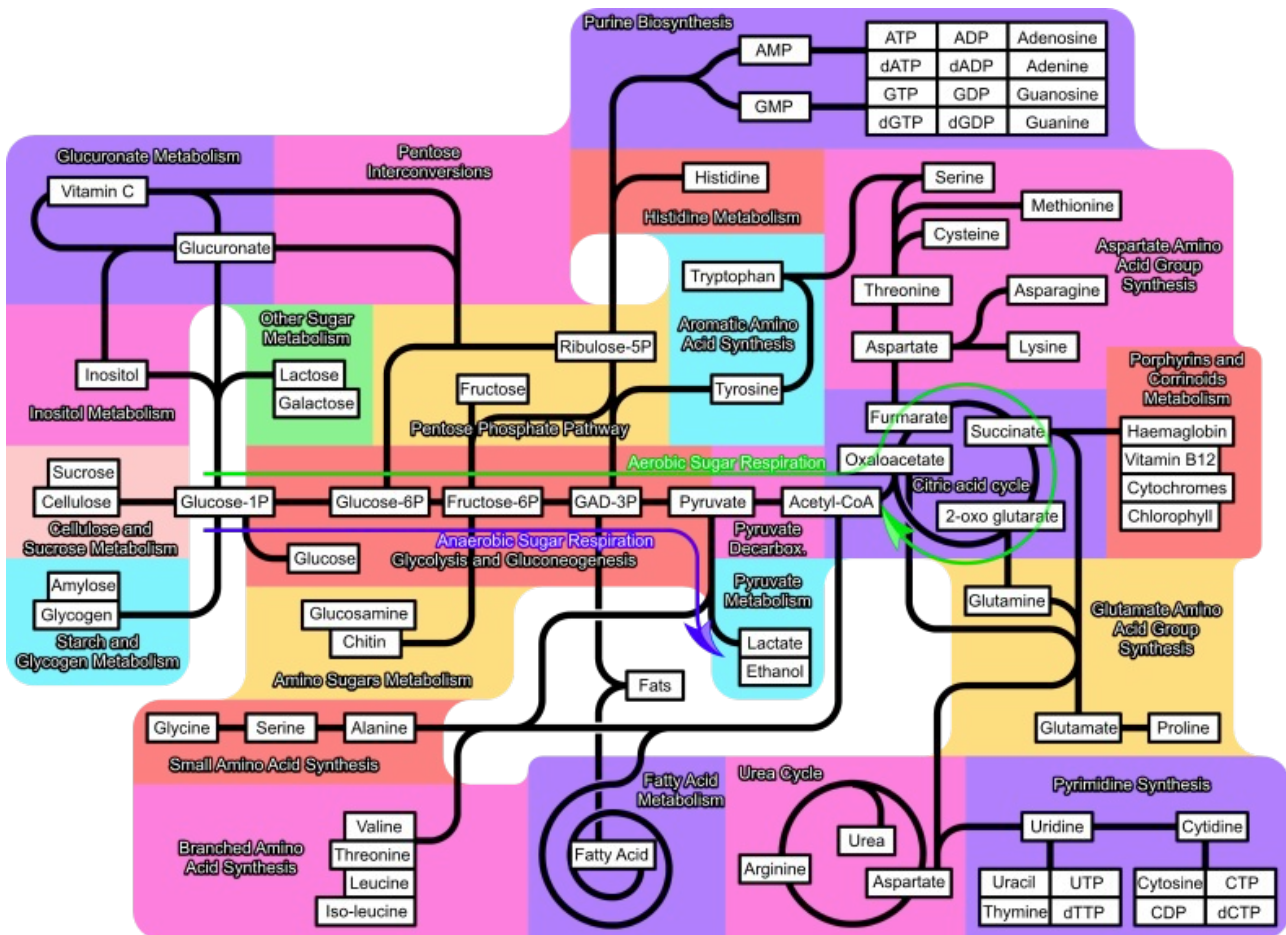 Purine Biosynthesis
AMP
ATP
ADP
Adenosine
dATP
dADP
Adenine
GMP
GTP
GDP
Guanosine
dGTP
dGDP
Guanine
Glucuronate Metabolism
Pentose
Interconversions
Vitamin C
Glucuronate
Histidine
Histidine Metabolism
Serine
Methionine
Cysteine
Aspartate Amino
Acid Group
Synthesis
Tryptophan
Threonine
Asparagine
Aromatic Amino
Acid Synthesis
Aspartate
Lysine
Tyrosine
Other Sugar
Metabolism
Inositol
Lactose
Galactose
Inositol Metabolism
Ribulose-5P
Fructose
Pentose Phosphate Pathway
Porphyrins and
Corrinoids
Metabolism
Furmarate
Succinate
Haemaglobin
Oxaloacetate
Vitamin B12
Citric acid cycle
Cytochromes
2-oxo glutarate
Chlorophyll
Sucrose
Aerobic Sugar Respiration
Cellulose
Glucose-1P
Glucose-6P
Fructose-6P
GAD-3P
Pyruvate
Acetyl-CoA
Cellulose and
Sucrose Metabolism
Anaerobic Sugar Respiration
Pyruvate
Decarbox.
Glucose
Glycolysis and Gluconeogenesis
Amylose
Glycogen
Starch and
Glycogen Metabolism
Glucosamine
Chitin
Amino Sugars Metabolism
Pyruvate
Metabolism
Lactate
Ethanol
Glutamine
Glutamate Amino
Acid Group
Synthesis
Fats
Glycine
Serine
Alanine
Small Amino Acid Synthesis
Glutamate
Proline
Fatty Acid
Metabolism
Urea Cycle
Pyrimidine Synthesis
Branched Amino
Acid Synthesis
Valine
Threonine
Leucine
Iso-leucine
Fatty Acid
Urea
Arginine
Aspartate
Uridine
Cytidine
Uracil
UTP
Cytosine
CTP
Thymine
dTTP
CDP
dCTP